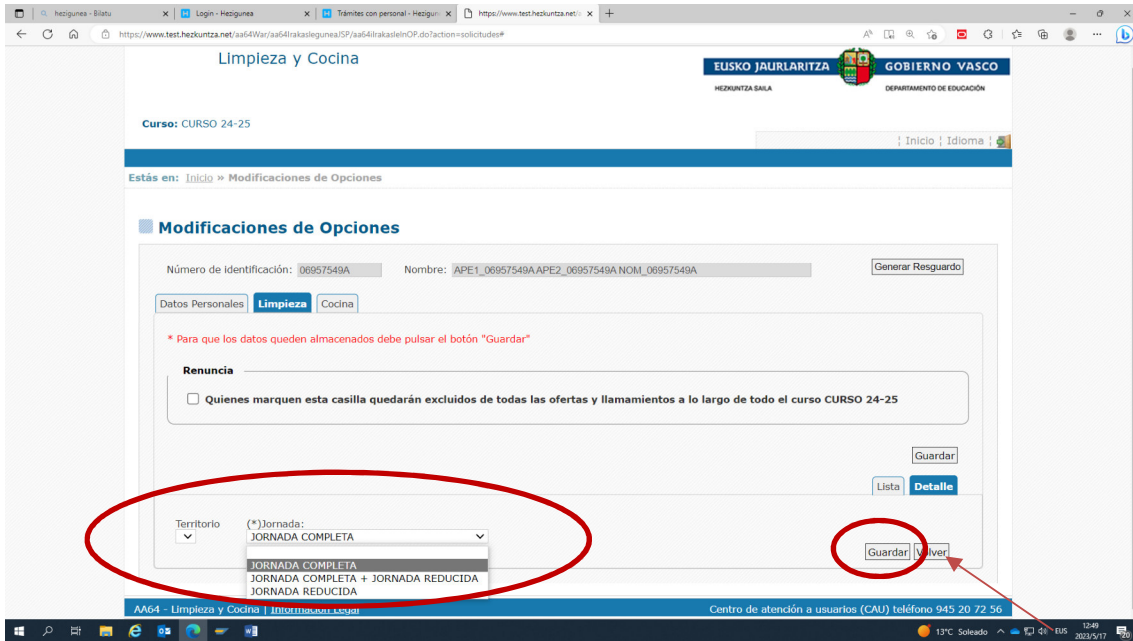 hezigunea - Bilatu
Login - Hezigunea
Trámites con personal - Hezigun
https://www.test.hezkuntza.net/
https://www.test.hezkuntza.net/aa64War/aa64Irakaslegunea/JSP/aa64iIrakasleInOP.do?action=solicitudes#
Limpieza y Cocina
EUSKO JAURLARITZA
GOBIERNO VASCO
HEZKUNTZA SAILA
DEPARTAMENTO DE EDUCACIÓN
Curso: CURSO 24-25
¦ Inicio ¦ Idioma ¦
Estás en: Inicio » Modificaciones de Opciones
Modificaciones de Opciones
Número de identificación: 06957549A
Nombre: APE1_06957549A APE2_06957549A NOM_06957549A
Generar Resguardo
Datos Personales Limpieza Cocina
* Para que los datos queden almacenados debe pulsar el botón "Guardar"
Renuncia
Quienes marquen esta casilla quedarán excluidos de todas las ofertas y llamamientos a lo largo de todo el curso CURSO 24-25
Guardar
Lista Detalle
Territorio (*)Jornada:
JORNADA COMPLETA
JORNADA COMPLETA
JORNADA COMPLETA + JORNADA REDUCIDA
JORNADA REDUCIDA
Guardar Volver
AA64 - Limpieza y Cocina | Información Legal
Centro de atención a usuarios (CAU) teléfono 945 20 72 56
13°C Soleado
EUS
12:49
2023/5/17